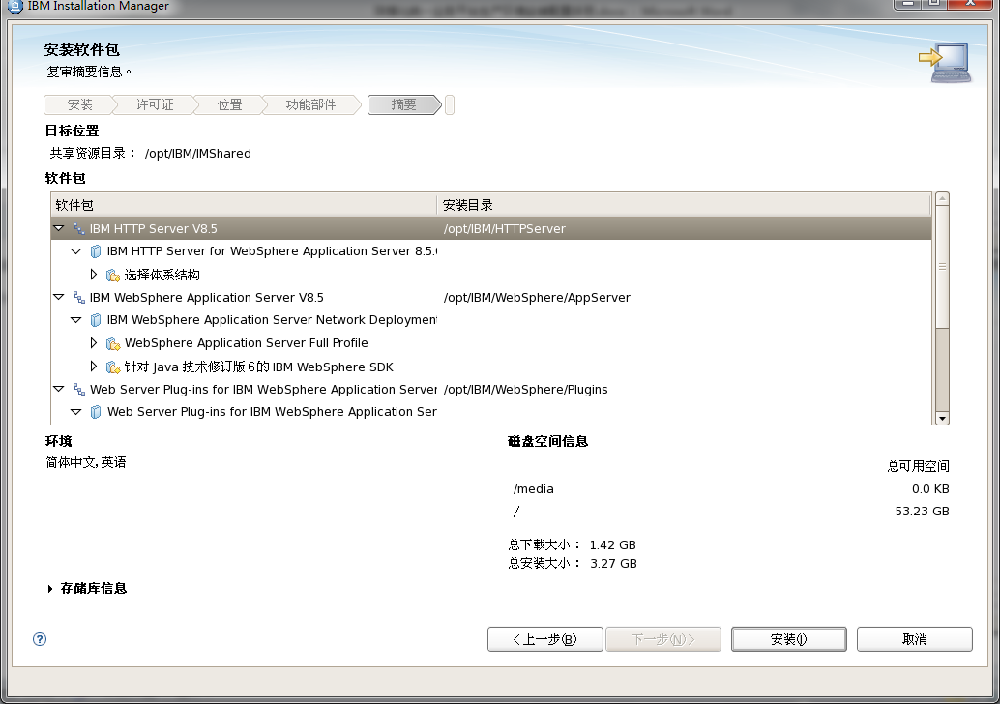 IBM Installation Manager
安装软件包
复审摘要信息。
安装 许可证 位置 功能部件 摘要
目标位置
共享资源目录： /opt/IBM/IMShared
软件包
软件包 安装目录
IBM HTTP Server V8.5 /opt/IBM/HTTPServer
IBM HTTP Server for WebSphere Application Server 8.5.
选择体系结构
IBM WebSphere Application Server V8.5 /opt/IBM/WebSphere/AppServer
IBM WebSphere Application Server Network Deploymen
WebSphere Application Server Full Profile
针对 Java 技术修订版 6 的 IBM WebSphere SDK
Web Server Plug-ins for IBM WebSphere Application Server /opt/IBM/WebSphere/Plugins
Web Server Plug-ins for IBM WebSphere Application Ser
环境
简体中文, 英语
磁盘空间信息
总可用空间
/media 0.0 KB
/ 53.23 GB
总下载大小： 1.42 GB
总安装大小： 3.27 GB
存储库信息
?
<上一步(B) 下一步(N)> 安装(I) 取消